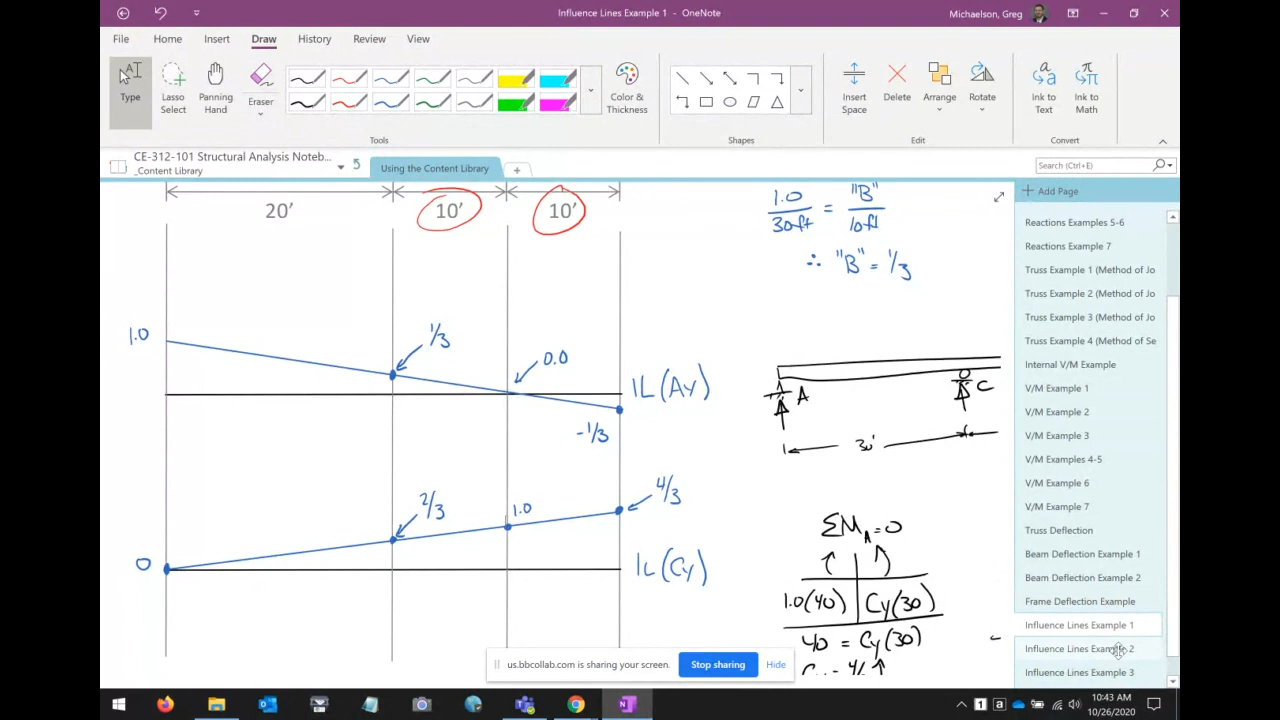 Influence Lines Example 1 - OneNote
Michaelson, Greg
File
Home
Insert
Draw
History
Review
View
Type
Lasso Select
Panning Hand
Eraser
Color & Thickness
Insert Space
Delete
Arrange
Rotate
Ink to Text
Ink to Math
Tools
Shapes
Edit
Convert
CE-312-101 Structural Analysis Noteb...
_Content Library
5
Using the Content Library
Search (Ctrl+E)
Add Page
Reactions Examples 5-6
Reactions Example 7
Truss Example 1 (Method of Jo
Truss Example 2 (Method of Jo
Truss Example 3 (Method of Jo
Truss Example 4 (Method of Se
Internal V/M Example
V/M Example 1
V/M Example 2
V/M Example 3
V/M Examples 4-5
V/M Example 6
V/M Example 7
Truss Deflection
Beam Deflection Example 1
Beam Deflection Example 2
Frame Deflection Example
Influence Lines Example 1
Influence Lines Example 2
Influence Lines Example 3
20' 10' 10'
1.0/30ft = "B"/10ft
∴ "B" = 1/3
1.0
1/3
0.0
IL(Ay)
-1/3
A
C
30'
2/3
1.0
4/3
0
IL(Cy)
ΣM_A=0
1.0(40) | Cy(30)
40 = Cy(30)
us.bbcollab.com is sharing your screen.
Stop sharing
Hide
10:43 AM
10/26/2020